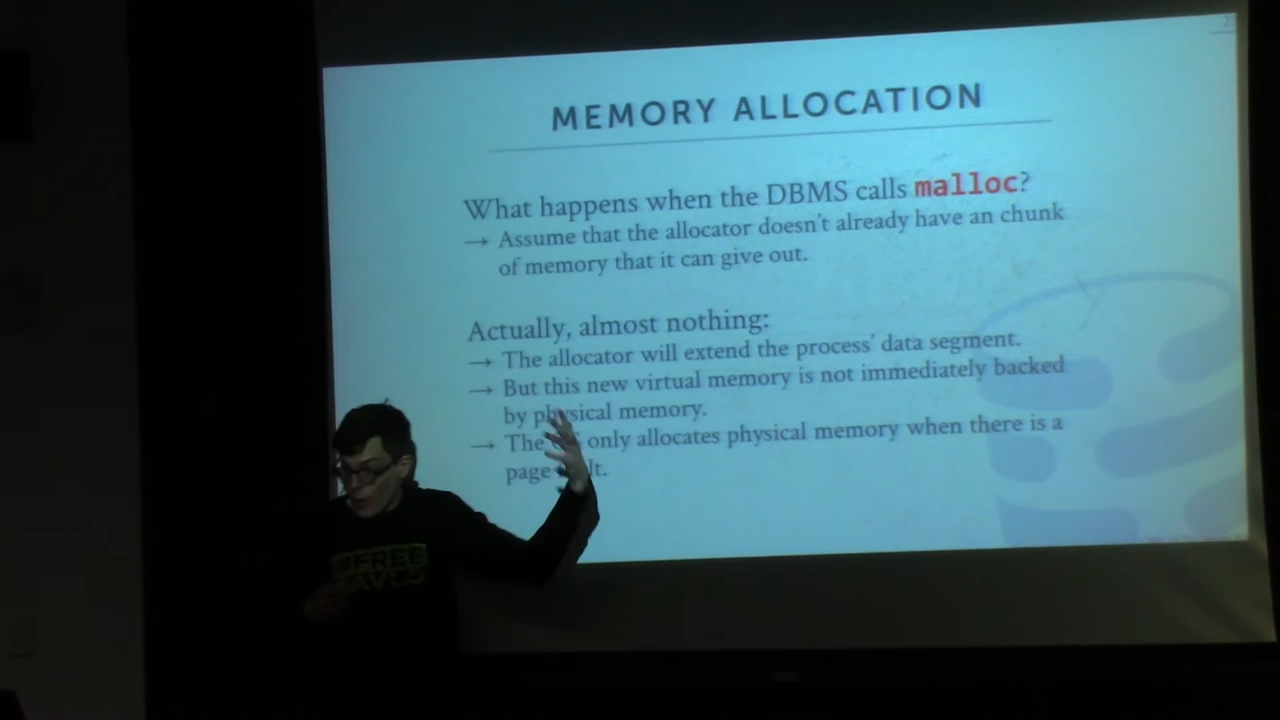 MEMORY ALLOCATION
What happens when the DBMS calls malloc?
→ Assume that the allocator doesn't already have an chunk
of memory that it can give out.
Actually, almost nothing:
→ The allocator will extend the process' data segment.
→ But this new virtual memory is not immediately backed
by physical memory.
→ The only allocates physical memory when there is a
page
#FREE